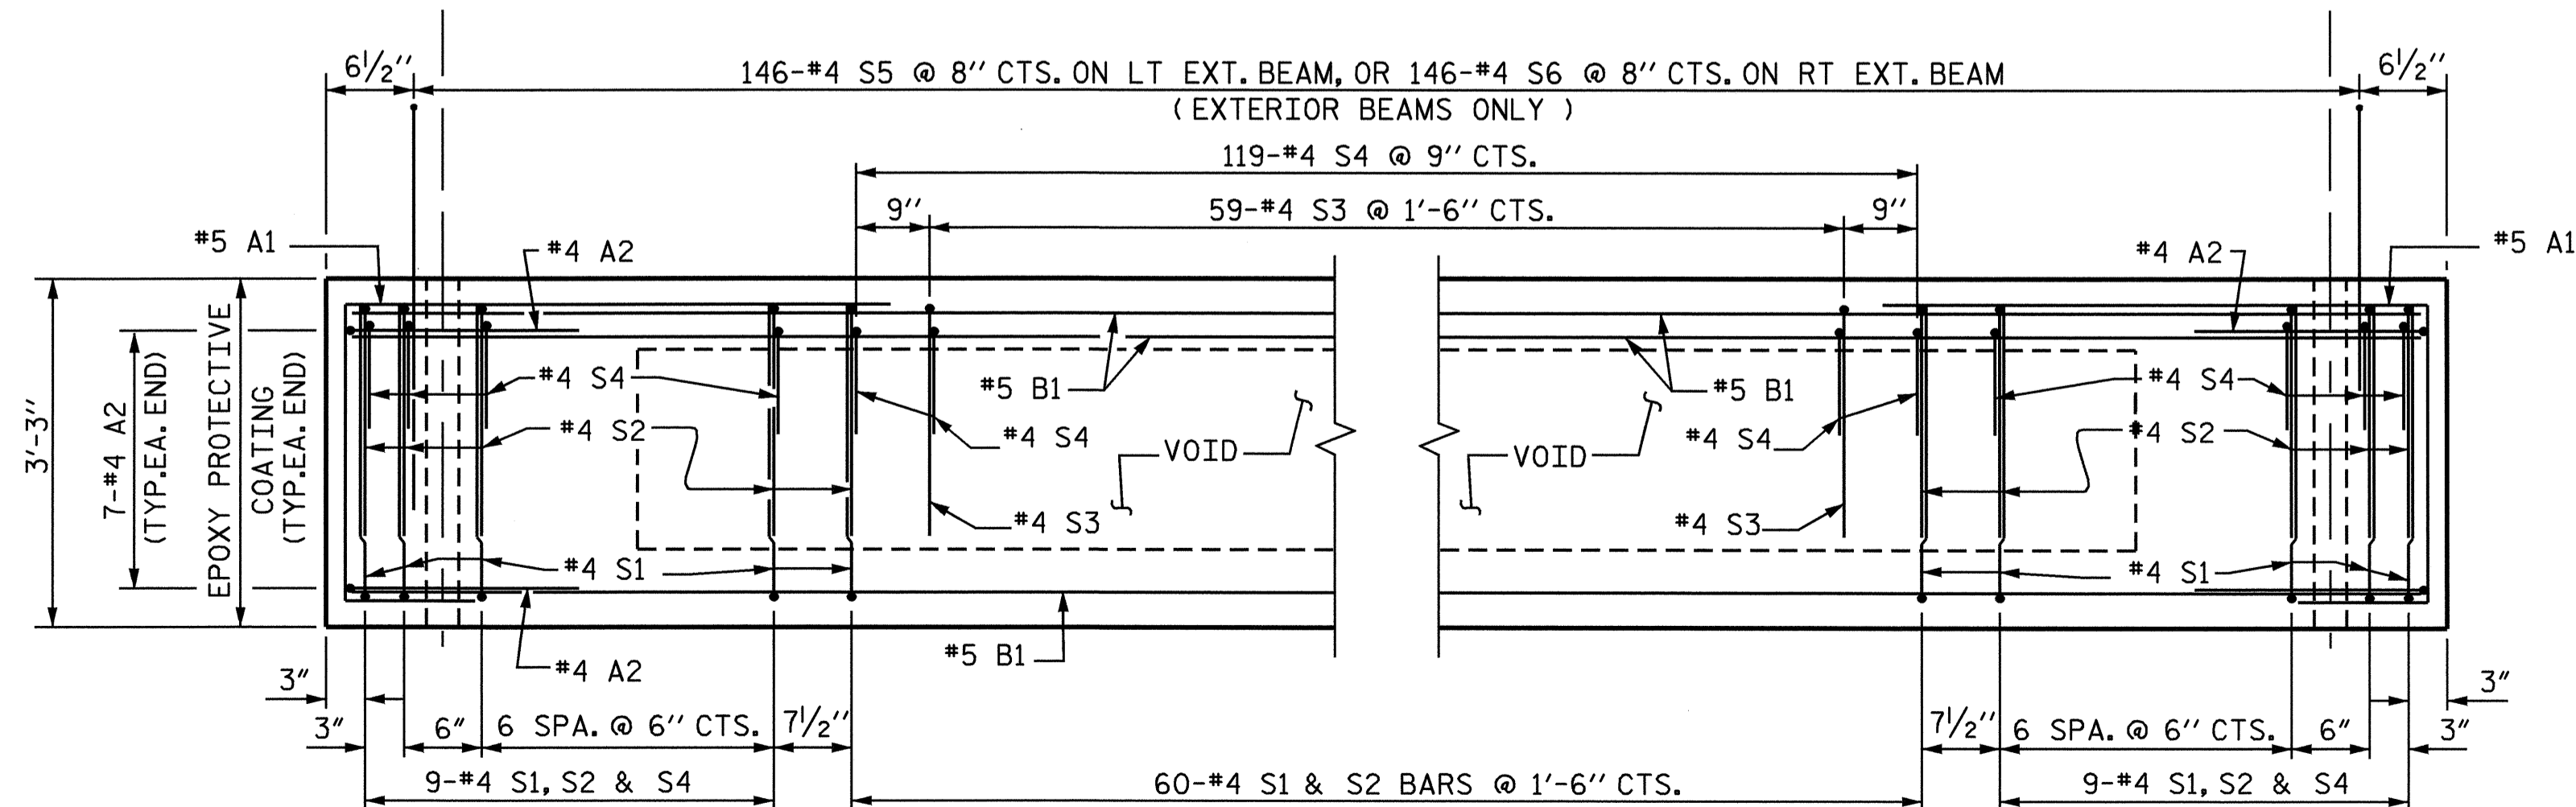 6½" 146-#4 S5 @ 8" CTS. ON LT EXT. BEAM, OR 146-#4 S6 @ 8" CTS. ON RT EXT. BEAM 6½"
( EXTERIOR BEAMS ONLY )
119-#4 S4 @ 9" CTS.
9" 59-#4 S3 @ 1'-6" CTS. 9"
#5 A1 #4 A2 #4 A2 #5 A1
3'-3"
7-#4 A2
(TYP. EA. END)
EPOXY PROTECTIVE
COATING
(TYP. EA. END)
#4 S4 #5 B1 #5 B1 #4 S4
#4 S2 #4 S4 VOID VOID #4 S4 #4 S2
#4 S3 #4 S3
#4 S1 #4 S1
#4 A2 #5 B1
3" 3"
3" 6" 6 SPA. @ 6" CTS. 7½" 7½" 6 SPA. @ 6" CTS. 6" 3"
9-#4 S1, S2 & S4 60-#4 S1 & S2 BARS @ 1'-6" CTS. 9-#4 S1, S2 & S4